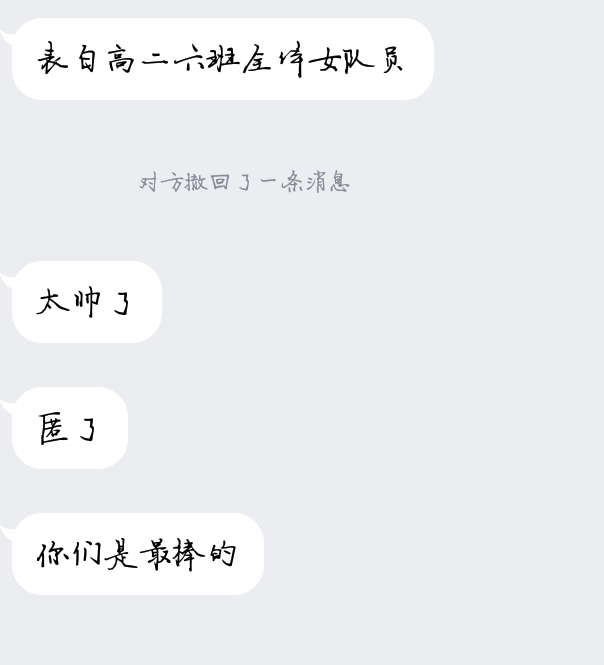 表白高二六班全体女队员
对方撤回了一条消息
太帅了
匿了
你们是最棒的